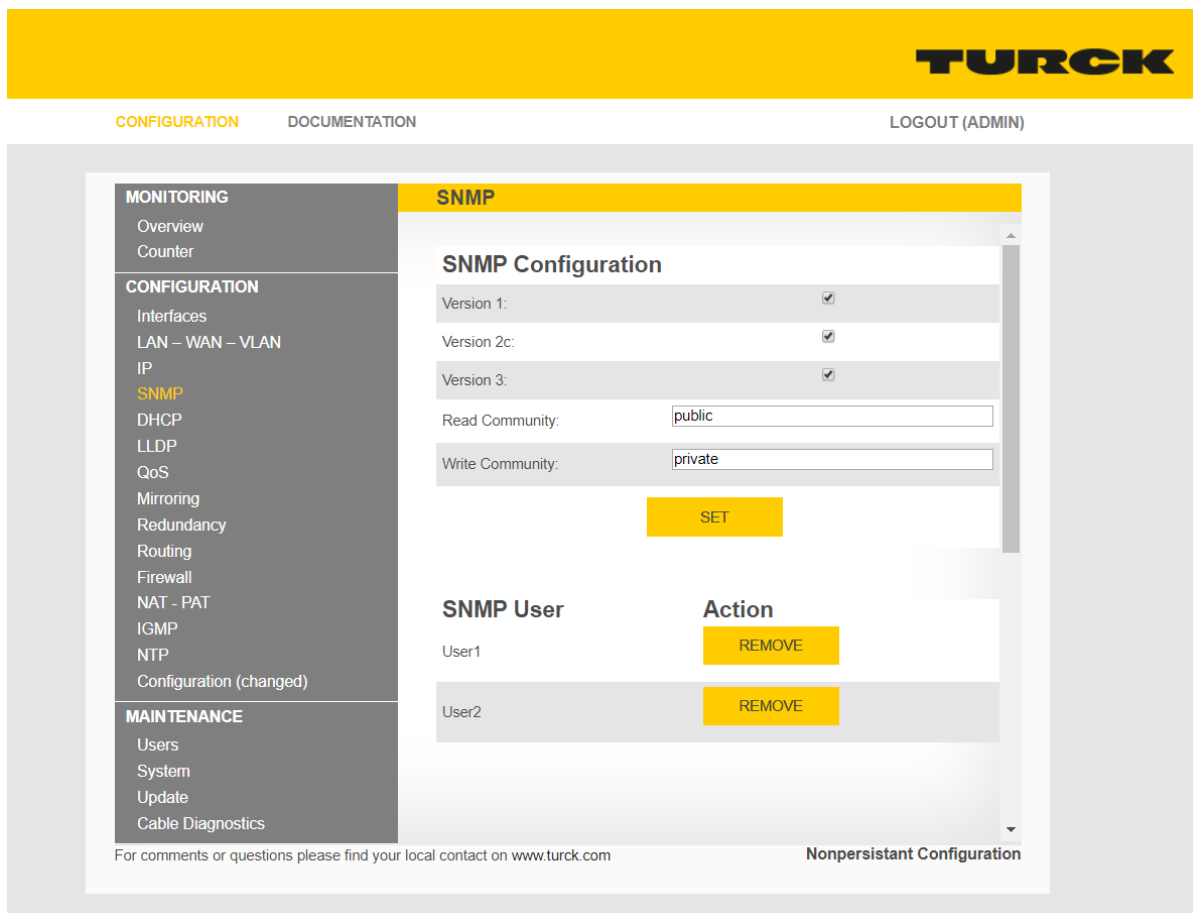 TURCK
CONFIGURATION DOCUMENTATION LOGOUT (ADMIN)
MONITORING
Overview
Counter
CONFIGURATION
Interfaces
LAN – WAN – VLAN
IP
SNMP
DHCP
LLDP
QoS
Mirroring
Redundancy
Routing
Firewall
NAT - PAT
IGMP
NTP
Configuration (changed)
MAINTENANCE
Users
System
Update
Cable Diagnostics
SNMP
SNMP Configuration
Version 1:
Version 2c:
Version 3:
Read Community: public
Write Community: private
SET
SNMP User Action
User1 REMOVE
User2 REMOVE
For comments or questions please find your local contact on www.turck.com Nonpersistant Configuration